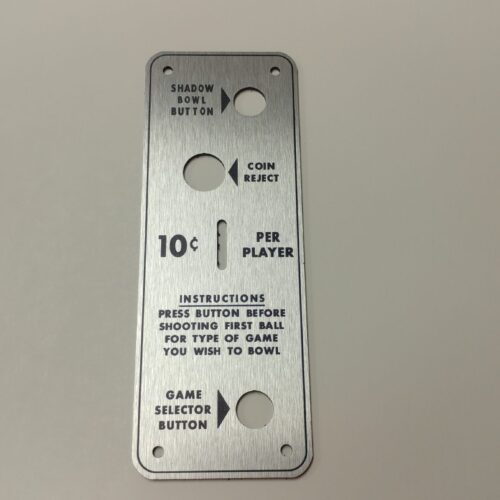 SHADOW
BOWL
BUTTON
COIN
REJECT
10¢
PER
PLAYER
INSTRUCTIONS
PRESS BUTTON BEFORE
SHOOTING FIRST BALL
FOR TYPE OF GAME
YOU WISH TO BOWL
GAME
SELECTOR
BUTTON